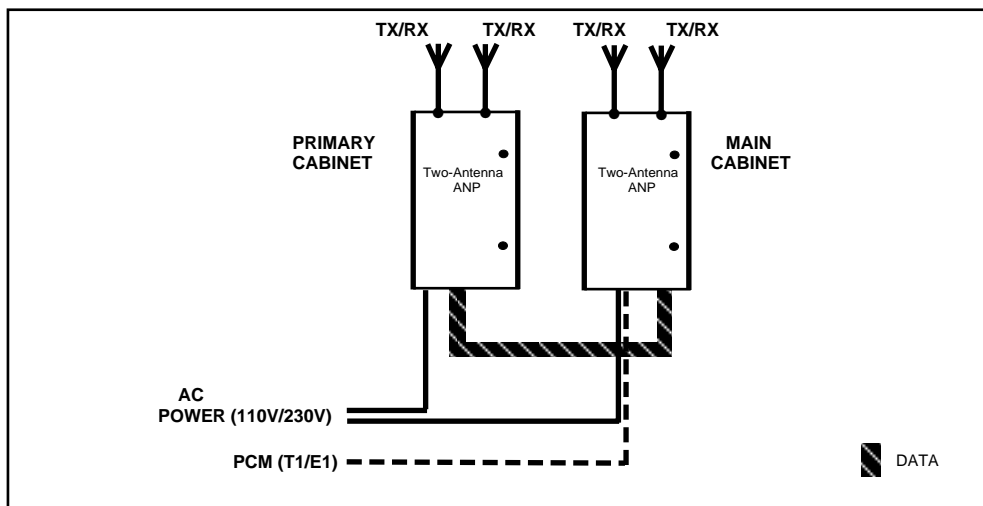 TX/RX
TX/RX
TX/RX
TX/RX
PRIMARY
CABINET
Two-Antenna
ANP
Two-Antenna
ANP
MAIN
CABINET
AC
POWER (110V/230V)
PCM (T1/E1)
DATA